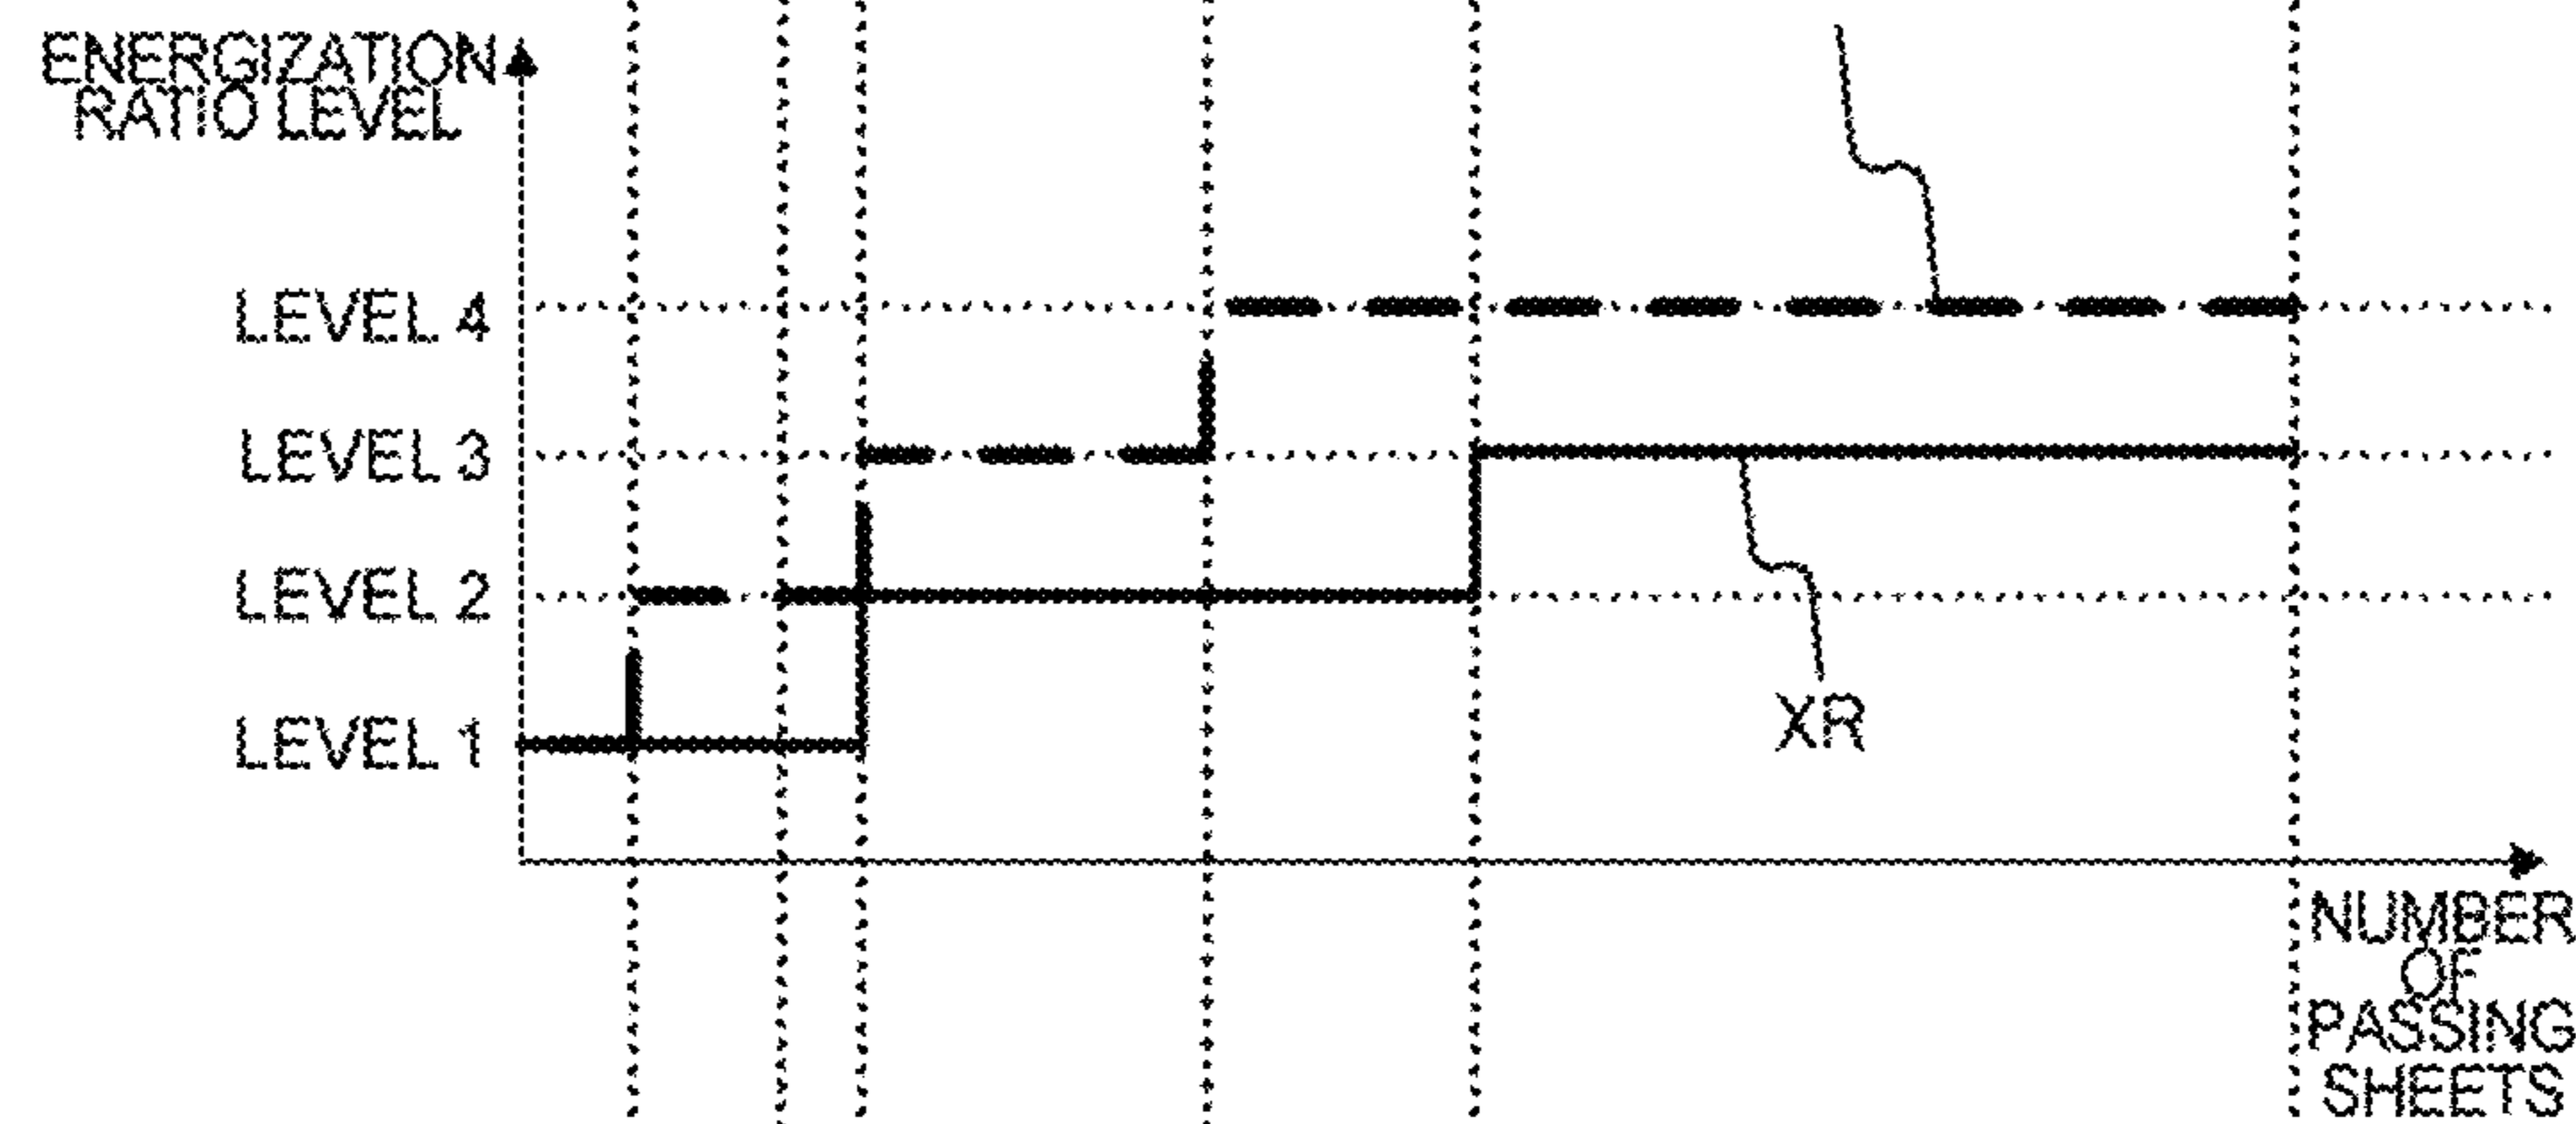 ENERGIZATION
RATIO LEVEL
LEVEL 4
LEVEL 3
LEVEL 2
LEVEL 1
XR
NUMBER
OF
PASSING
SHEETS